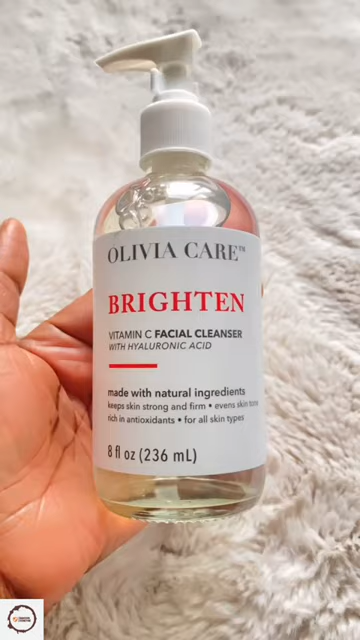 OLIVIA CARE™
BRIGHTEN
VITAMIN C FACIAL CLEANSER
WITH HYALURONIC ACID
made with natural ingredients
keeps skin strong and firm • evens skin tone
rich in antioxidants • for all skin types
8 fl oz (236 mL)